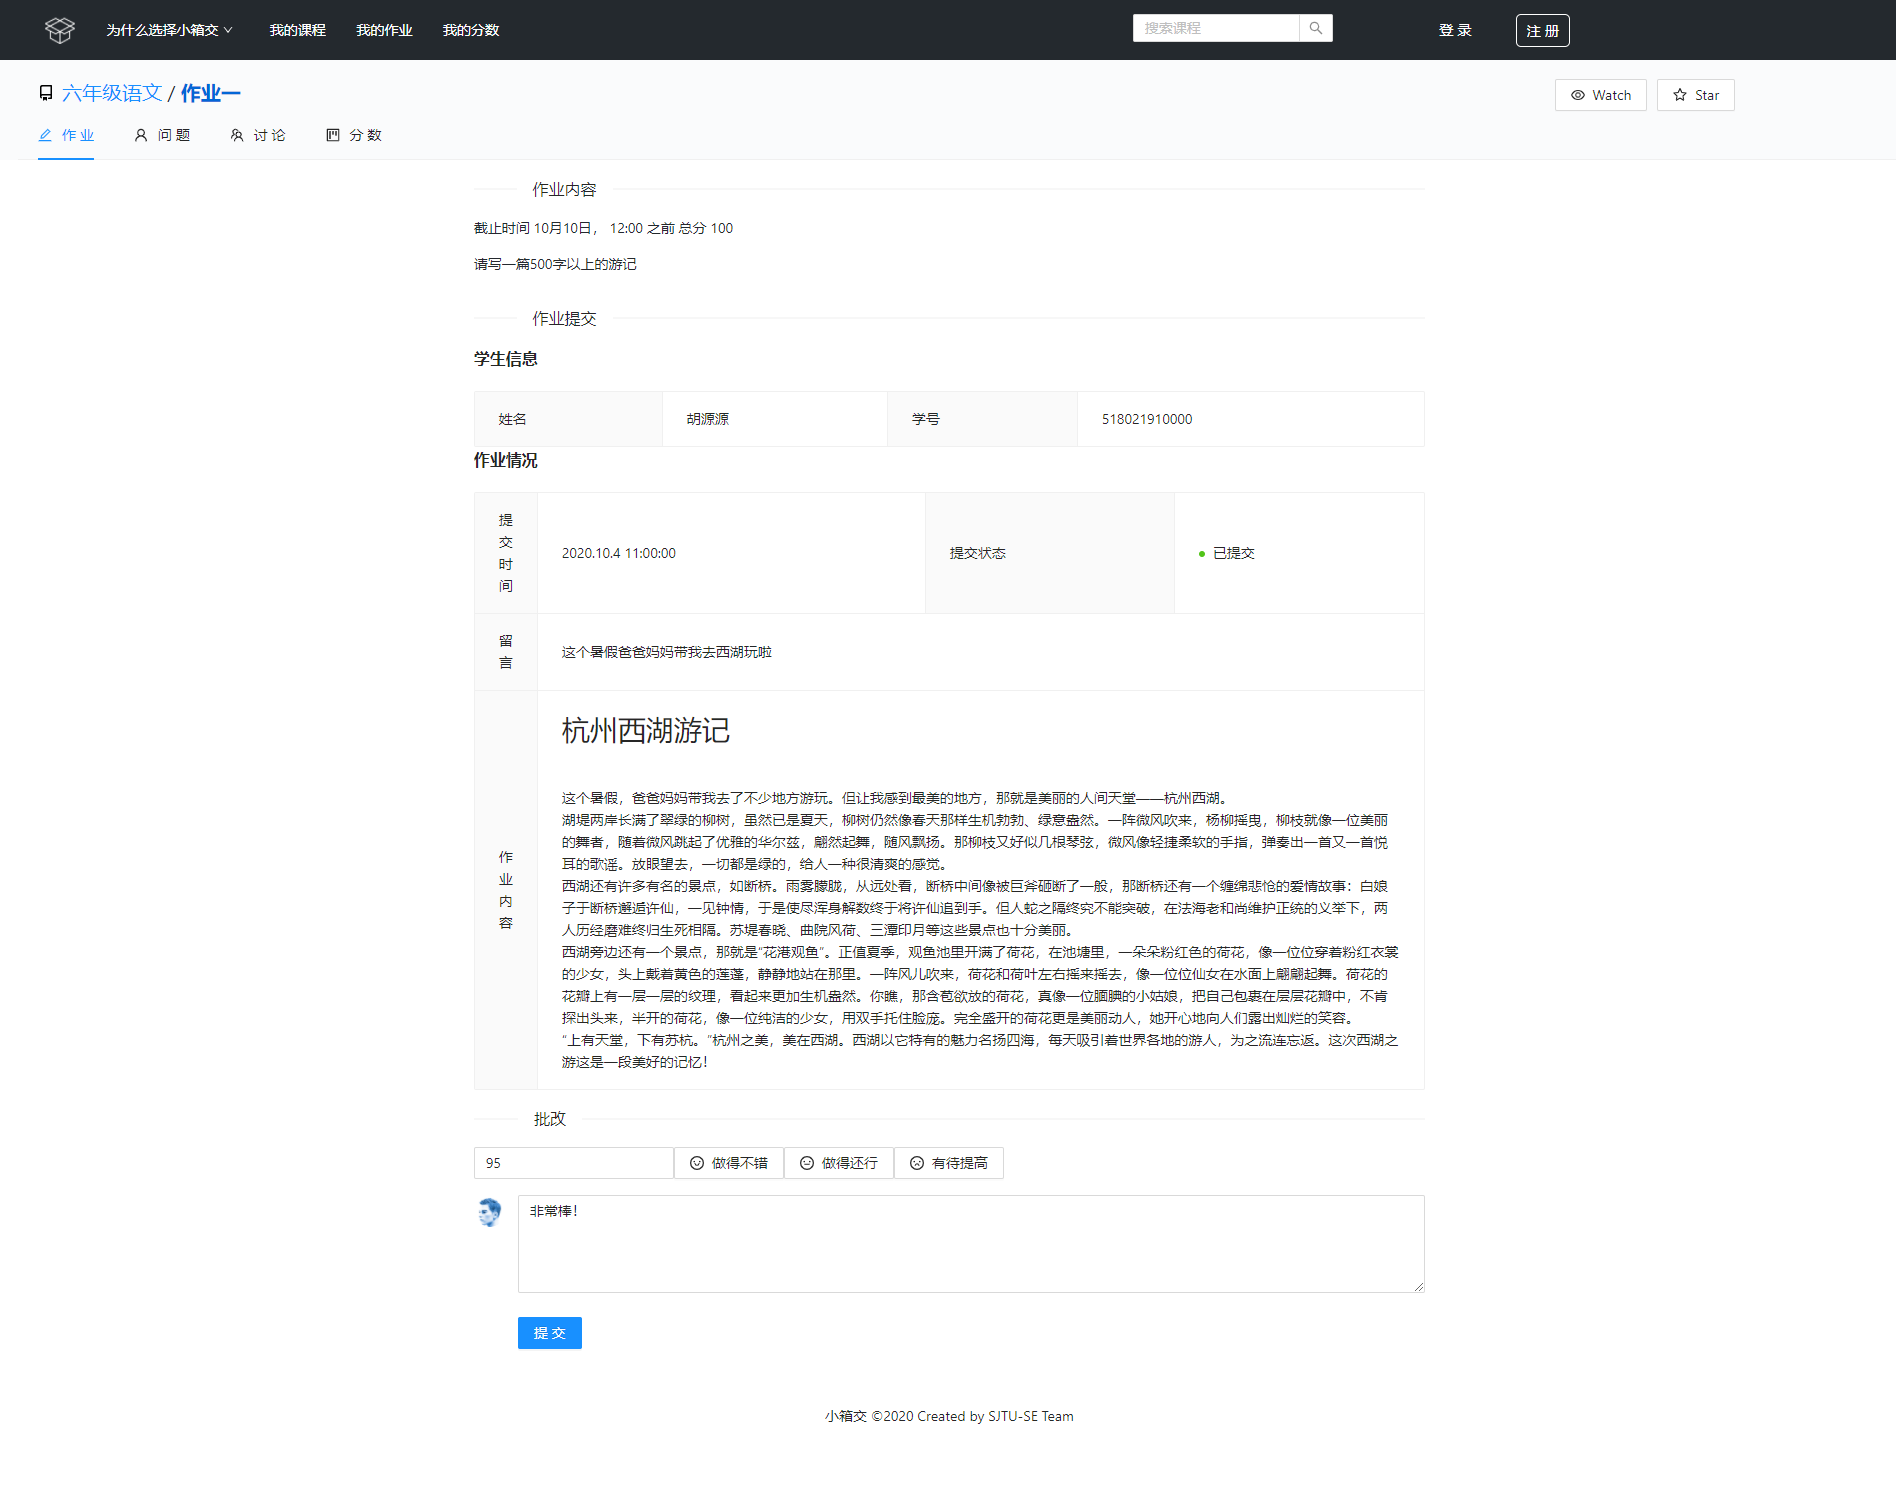 为什么选择小箱交 我的课程 我的作业 我的分数 搜索课程 登 录 注 册
六年级语文 / 作业一 Watch Star
作 业 问 题 讨 论 分 数
作业内容
截止时间 10月10日， 12:00 之前 总分 100
请写一篇500字以上的游记
作业提交
学生信息
姓名 胡源源 学号 518021910000
作业情况
提交时间 2020.10.4 11:00:00 提交状态 已提交
留言 这个暑假爸爸妈妈带我去西湖玩啦
作业内容
杭州西湖游记
这个暑假，爸爸妈妈带我去了不少地方游玩。但让我感到最美的地方，那就是美丽的人间天堂——杭州西湖。
湖堤两岸长满了翠绿的柳树，虽然已是夏天，柳树仍然像春天那样生机勃勃、绿意盎然。一阵微风吹来，杨柳摇曳，柳枝就像一位美丽
的舞者，随着微风跳起了优雅的华尔兹，翩然起舞，随风飘扬。那柳枝又好似几根琴弦，微风像轻捷柔软的手指，弹奏出一首又一首悦
耳的歌谣。放眼望去，一切都是绿的，给人一种很清爽的感觉。
西湖还有许多有名的景点，如断桥。雨雾朦胧，从远处看，断桥中间像被巨斧砸断了一般，那断桥还有一个缠绵悲怆的爱情故事：白娘
子于断桥邂逅许仙，一见钟情，于是使尽浑身解数终于将许仙追到手。但人蛇之隔终究不能突破，在法海老和尚维护正统的义举下，两
人历经磨难终归生死相隔。苏堤春晓、曲院风荷、三潭印月等这些景点也十分美丽。
西湖旁边还有一个景点，那就是“花港观鱼”。正值夏季，观鱼池里开满了荷花，在池塘里，一朵朵粉红色的荷花，像一位位穿着粉红衣裳
的少女，头上戴着黄色的莲蓬，静静地站在那里。一阵风儿吹来，荷花和荷叶左右摇来摇去，像一位位仙女在水面上翩翩起舞。荷花的
花瓣上有一层一层的纹理，看起来更加生机盎然。你瞧，那含苞欲放的荷花，真像一位腼腆的小姑娘，把自己包裹在层层花瓣中，不肯
探出头来，半开的荷花，像一位纯洁的少女，用双手托住脸庞。完全盛开的荷花更是美丽动人，她开心地向人们露出灿烂的笑容。
“上有天堂，下有苏杭。”杭州之美，美在西湖。西湖以它特有的魅力名扬四海，每天吸引着世界各地的游人，为之流连忘返。这次西湖之
游这是一段美好的记忆！
批改
95 做得不错 做得还行 有待提高
非常棒！
提 交
小箱交 ©2020 Created by SJTU-SE Team